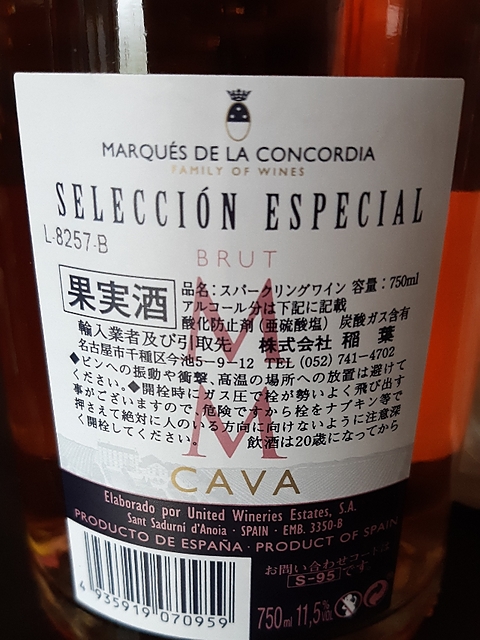 MARQUÉS DE LA CONCORDIA
FAMILY OF WINES
SELECCIÓN ESPECIAL
L-8257-B
BRUT
果実酒
品名:スパークリングワイン 容量:750ml
アルコール分は下記に記載
酸化防止剤(亜硫酸塩) 炭酸ガス含有
輸入業者及び引取先 株式会社 稲葉
名古屋市千種区今池5-9-12 TEL(052)741-4702
◆ビンへの振動や衝撃、高温の場所への放置は避けて
ください。◆開栓時にガス圧で栓が勢いよく飛び出す
事がございますので、危険ですから栓をナプキン等で
押さえて絶対に人のいる方向に向けないように注意深
く開栓してください。 飲酒は20歳になってから
M
M
CAVA
Elaborado por United Wineries Estates, S.A.
Sant Sadurní d'Anoia · SPAIN · EMB. 3350-B
PRODUCTO DE ESPAÑA · PRODUCT OF SPAIN
お問い合わせコードは
S-95 です
4 935919 070959
750 ml 11,5% VOL